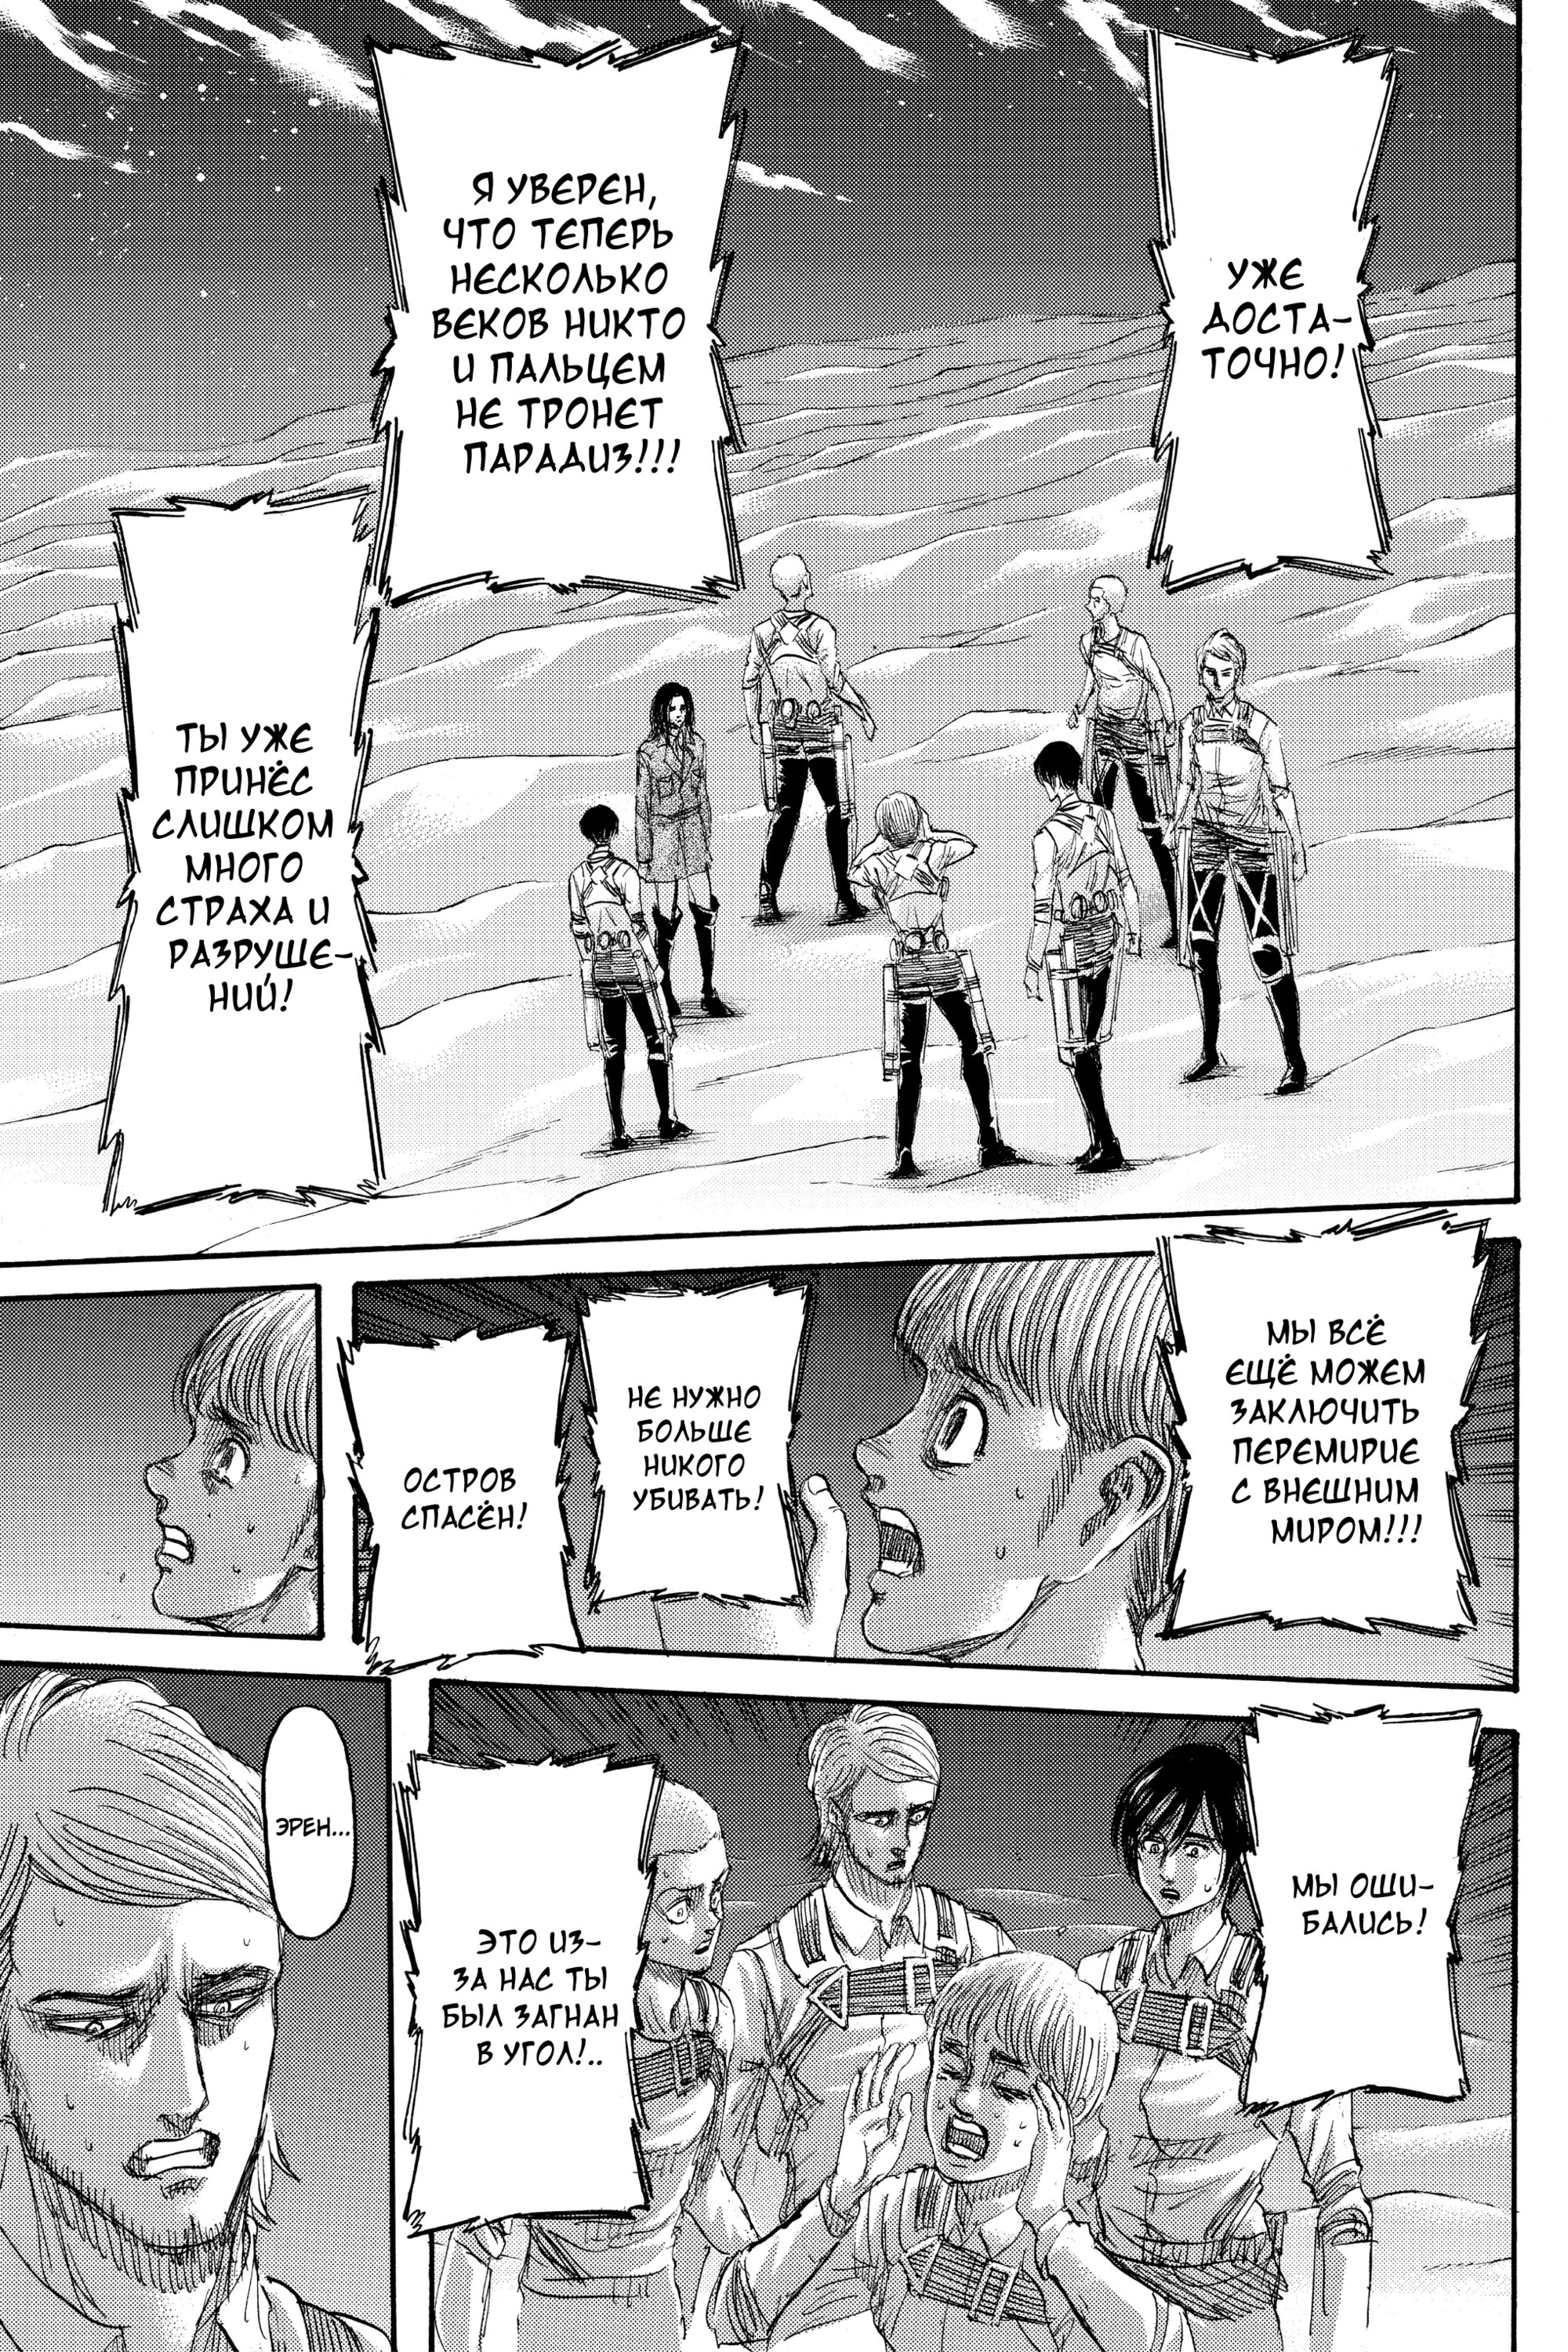 УЖЕ
ДОСТА-
ТОЧНО!
Я УВЕРЕН,
ЧТО ТЕПЕРЬ
НЕСКОЛЬКО
ВЕКОВ НИКТО
И ПАЛЬЦЕМ
НЕ ТРОНЕТ
ПАРАДИЗ!!!
ТЫ УЖЕ
ПРИНЁС
СЛИШКОМ
МНОГО
СТРАХА И
РАЗРУШЕ-
НИЙ!
МЫ ВСЁ
ЕЩЁ МОЖЕМ
ЗАКЛЮЧИТЬ
ПЕРЕМИРИЕ
С ВНЕШНИМ
МИРОМ!!!
НЕ НУЖНО
БОЛЬШЕ
НИКОГО
УБИВАТЬ!
ОСТРОВ
СПАСЁН!
МЫ ОШИ-
БАЛИСЬ!
ЭТО ИЗ-
ЗА НАС ТЫ
БЫЛ ЗАГНАН
В УГОЛ!..
ЭРЕН...